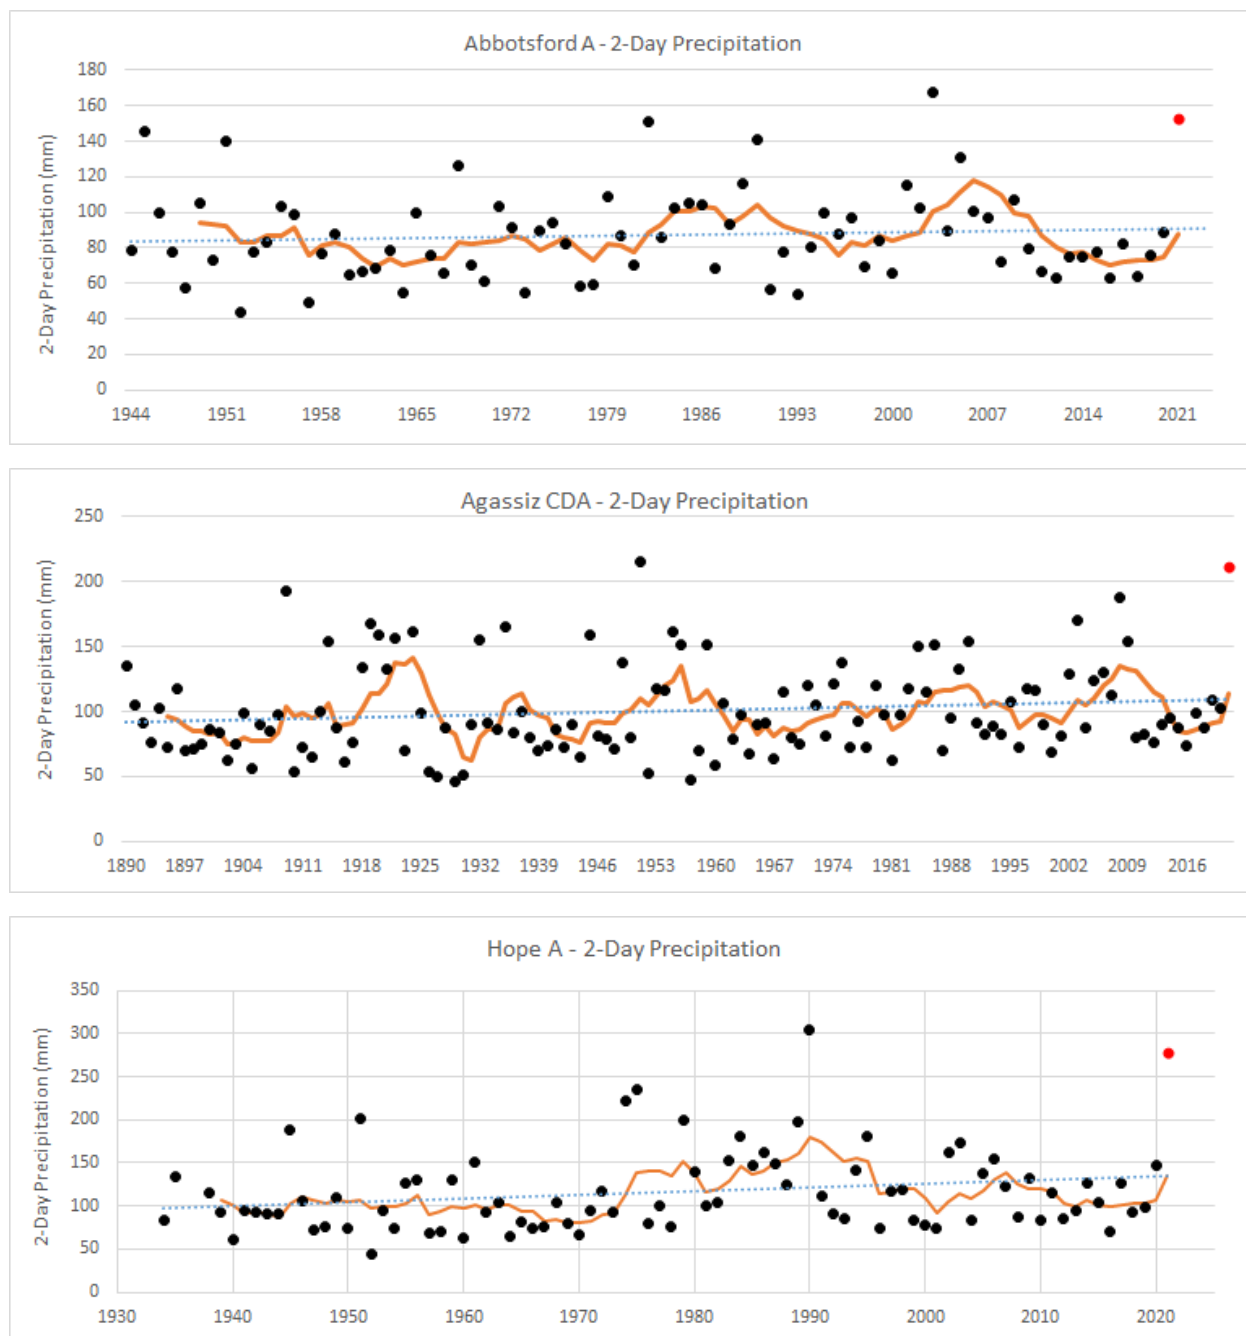 Abbotsford A - 2-Day Precipitation
2-Day Precipitation (mm)
180
160
140
120
100
80
60
40
20
0
1944 1951 1958 1965 1972 1979 1986 1993 2000 2007 2014 2021
Agassiz CDA - 2-Day Precipitation
2-Day Precipitation (mm)
250
200
150
100
50
0
1890 1897 1904 1911 1918 1925 1932 1939 1946 1953 1960 1967 1974 1981 1988 1995 2002 2009 2016
Hope A - 2-Day Precipitation
2-Day Precipitation (mm)
350
300
250
200
150
100
50
0
1930 1940 1950 1960 1970 1980 1990 2000 2010 2020